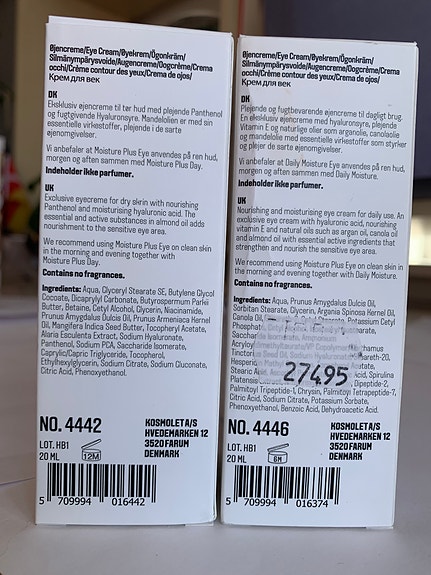 Øjencreme/Eye Cream/Øyekrem/Ögonkräm/
Silmänympärysvoide/Augencreme/Oogcrème/Crema
occhi/Crème contour des yeux/Crema de ojos/
Крем для век
DK
Eksklusiv øjencreme til tør hud med plejende Panthenol
og fugtgivende Hyaluronsyre. Mandelolien er med sin
essentielle virkestoffer, plejende i de sarte
øjenomgivelser.
Vi anbefaler at Moisture Plus Eye anvendes på ren hud,
morgen og aften sammen med Moisture Plus Day.
Indeholder ikke parfumer.
UK
Exclusive eyecreme for dry skrin with nourishing
Panthenol and moisturising hyaluronic acid. The
essential and active substances in almond oil adds
nourishment to the sensitive eye area.
We recommend using Moisture Plus Eye on clean skin
in the morning and evening together with
Moisture Plus Day.
Contains no fragrances.
Ingredients: Aqua, Glyceryl Stearate SE, Butylene Glycol
Cocoate, Dicaprylyl Carbonate, Butyrospermum Parkii
Butter, Betaine, Cetyl Alcohol, Glycerin, Niacinamide,
Prunus Amygdalus Dulcis Oil, Prunus Armeniaca Kernel
Oil, Mangifera Indica Seed Butter, Tocopheryl Acetate,
Alaria Esculenta Extract, Sodium Hyaluronate,
Panthenol, Sodium PCA, Saccharide Isomerate,
Caprylic/Capric Triglyceride, Tocopherol,
Ethylhexylglycerin, Sodium Citrate, Sodium Gluconate,
Citric Acid, Phenoxyethanol.
NO. 4442
LOT. HB1
20 ML
12M
KOSMOLET A/S
HVEDEMARKEN 12
3520 FARUM
DENMARK
5 709994 016442
Øjencreme/Eye Cream/Øyekrem/Ögonkräm/
Silmänympärysvoide/Augencreme/Oogcrème/Crema
occhi/Crème contour des yeux/Crema de ojos/
Крем для век
DK
Plejende og fugtbevarende øjencreme til dagligt brug.
En eksklusiv øjencreme med hyaluronsyre, plejende
Vitamin E og naturlige olier som arganolie, canolaolie
og mandelolie med essentielle virkestoffer som styrker
og plejer de sarte øjenomgivelser.
Vi anbefaler at Daily Moisture Eye anvendes på ren hud,
morgen og aften sammen med Daily Moisture.
Indeholder ikke parfumer.
UK
Nourishing and moisturising eye cream for daily use. An
exclusive eye cream with hyaluronic acid, nourishing
vitamin E and natural oils such as argan oil, canola oil
and almond oil with essential active ingredients that
strengthen and nourish the sensitive eye area.
We recommend using Moisture Plus Eye on clean skin
in the morning and evening together with Daily
Moisture.
Contains no fragrances.
Ingredients: Aqua, Prunus Amygdalus Dulcis Oil,
Sorbitan Stearate, Glycerin, Argania Spinosa Kernel Oil,
Canola Oil, Potassium Cetyl
Phosphate,
Saccharide Isomerate, Ammonium
Tinctorius Seed Oil, Sodium Hyaluronate,
Spirulina
Stearic Dipeptide-2,
Platensis
Palmitoyl Tripeptide-1, Chrysin, Palmitoyl Tetrapeptide-7,
Citric Acid, Sodium Citrate, Potassium Sorbate,
Phenoxyethanol, Benzoic Acid, Dehydroacetic Acid.
274.95
NO. 4446
LOT. HB1
20 ML
6M
KOSMOLET A/S
HVEDEMARKEN 12
3520 FARUM
DENMARK
5 709994 016374